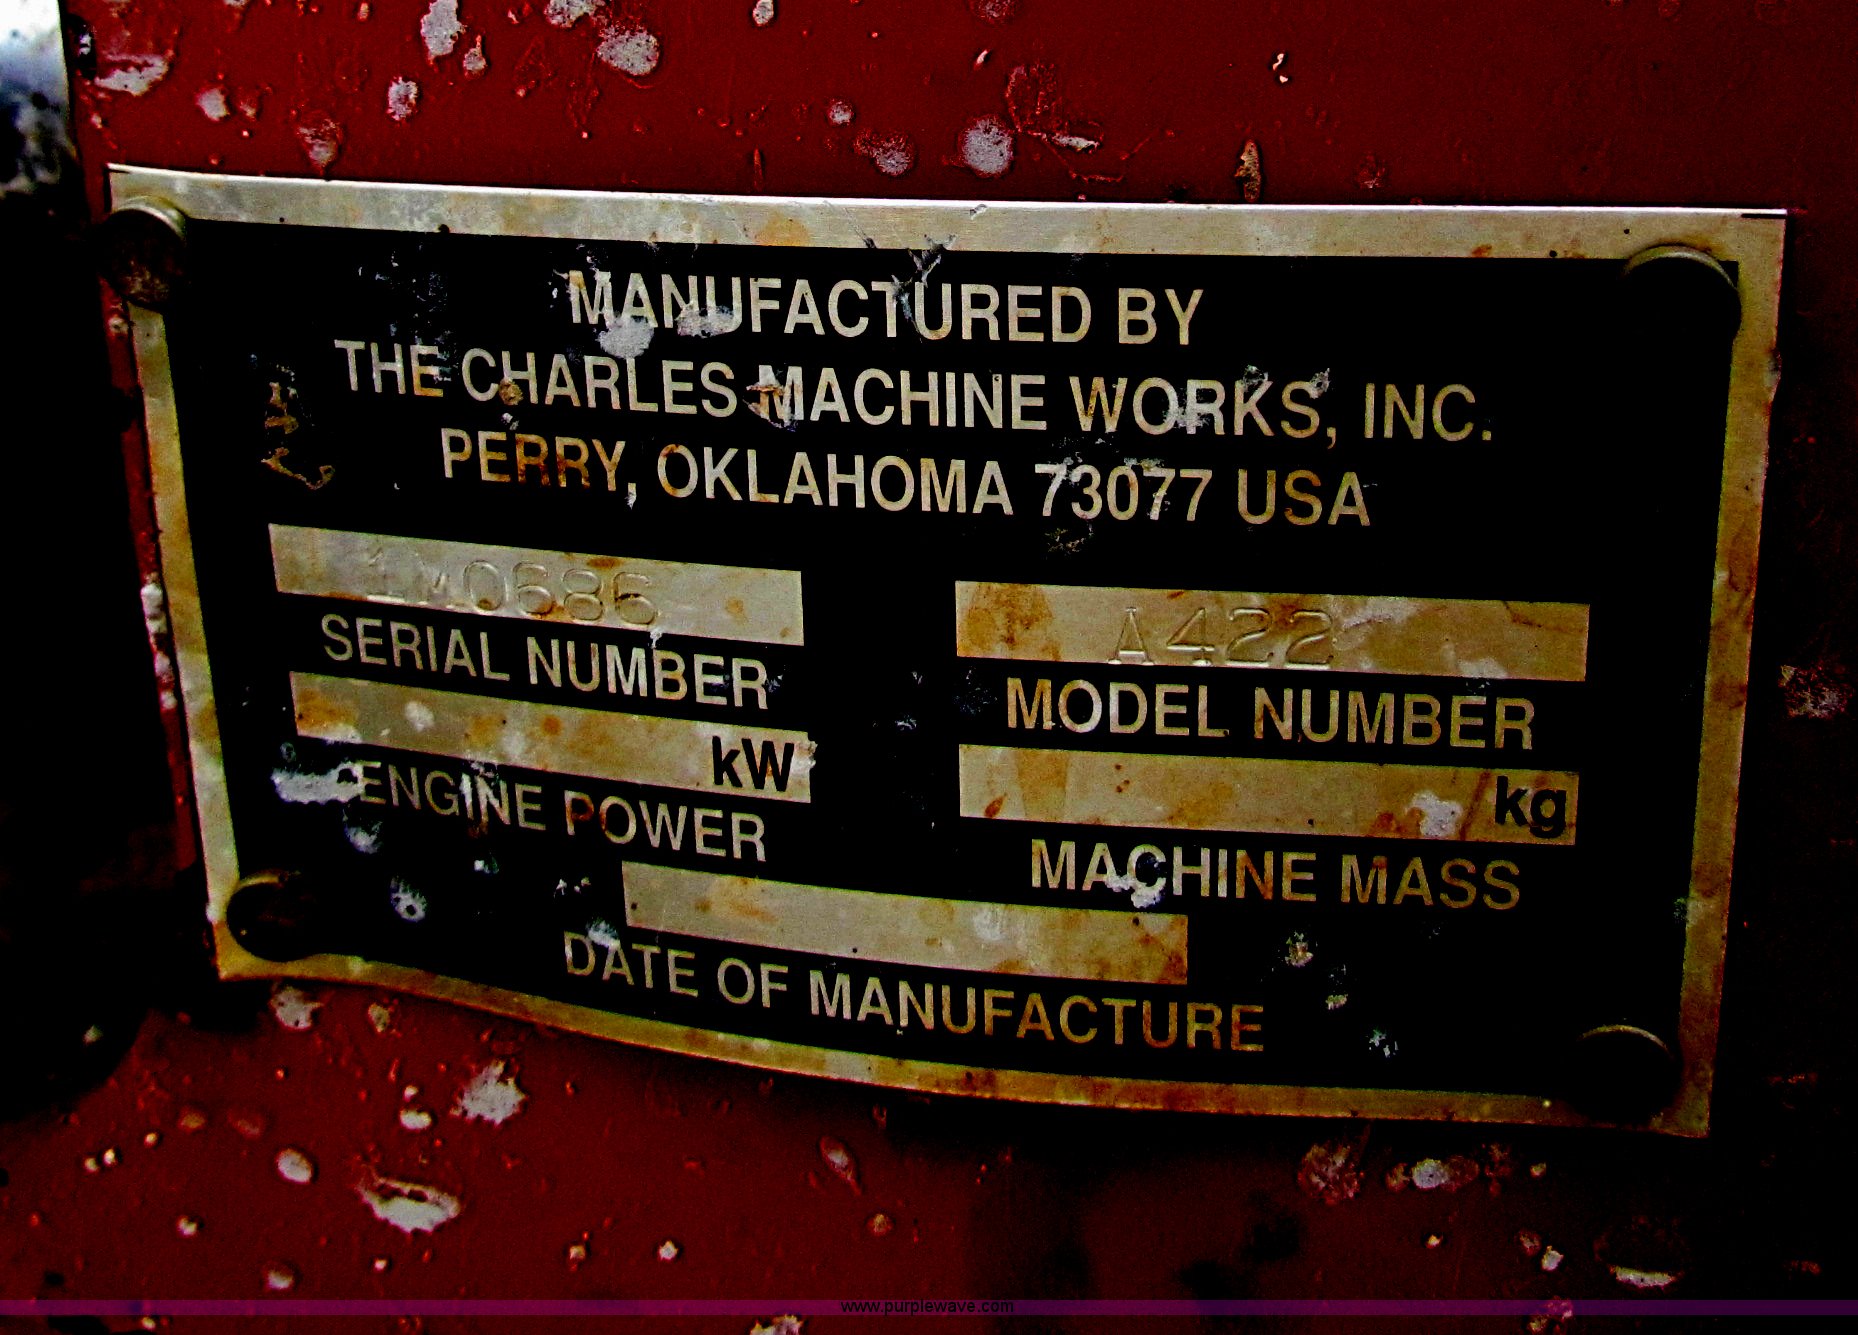 MANUFACTURED BY
THE CHARLES MACHINE WORKS, INC.
PERRY, OKLAHOMA 73077 USA
1M0686
A422
SERIAL NUMBER
MODEL NUMBER
kW
kg
ENGINE POWER
MACHINE MASS
DATE OF MANUFACTURE
www.purplewave.com